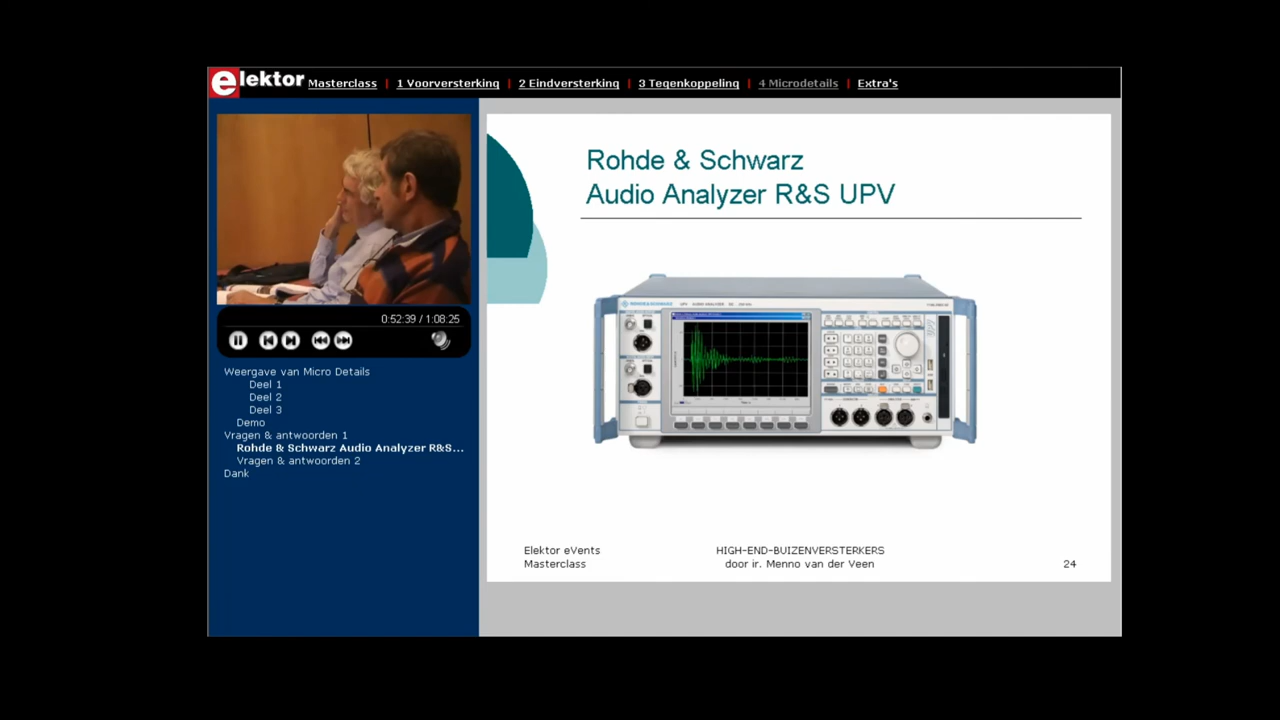 elektor Masterclass | 1 Voorversterking | 2 Eindversterking | 3 Tegenkoppeling | 4 Microdetails | Extra's
0:52:39 / 1:08:25
Weergave van Micro Details
Deel 1
Deel 2
Deel 3
Demo
Vragen & antwoorden 1
Rohde & Schwarz Audio Analyzer R&S...
Vragen & antwoorden 2
Dank
Rohde & Schwarz
Audio Analyzer R&S UPV
ROHDE & SCHWARZ
Elektor eVents
Masterclass
HIGH-END-BUIZENVERSTERKERS
door ir. Menno van der Veen
24